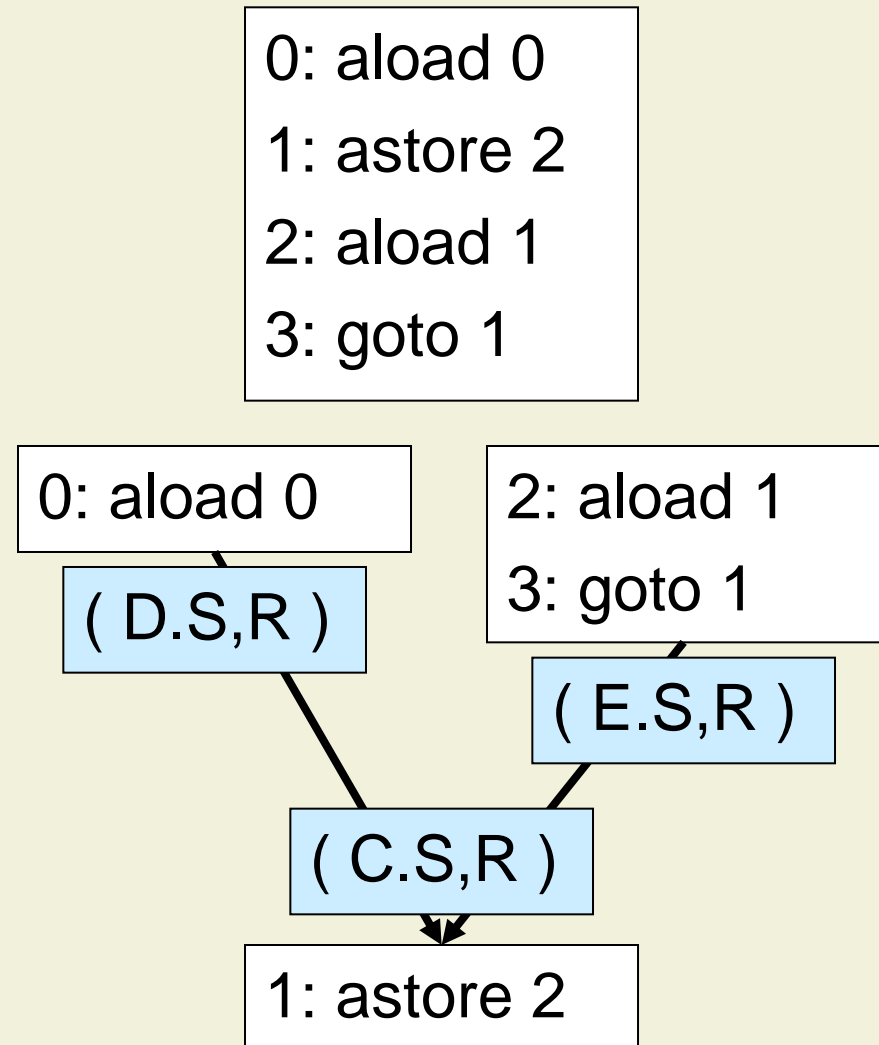 0: aload 0
1: astore 2
2: aload 1
3: goto 1
0: aload 0
2: aload 1
3: goto 1
( D.S,R )
( E.S,R )
( C.S,R )
1: astore 2